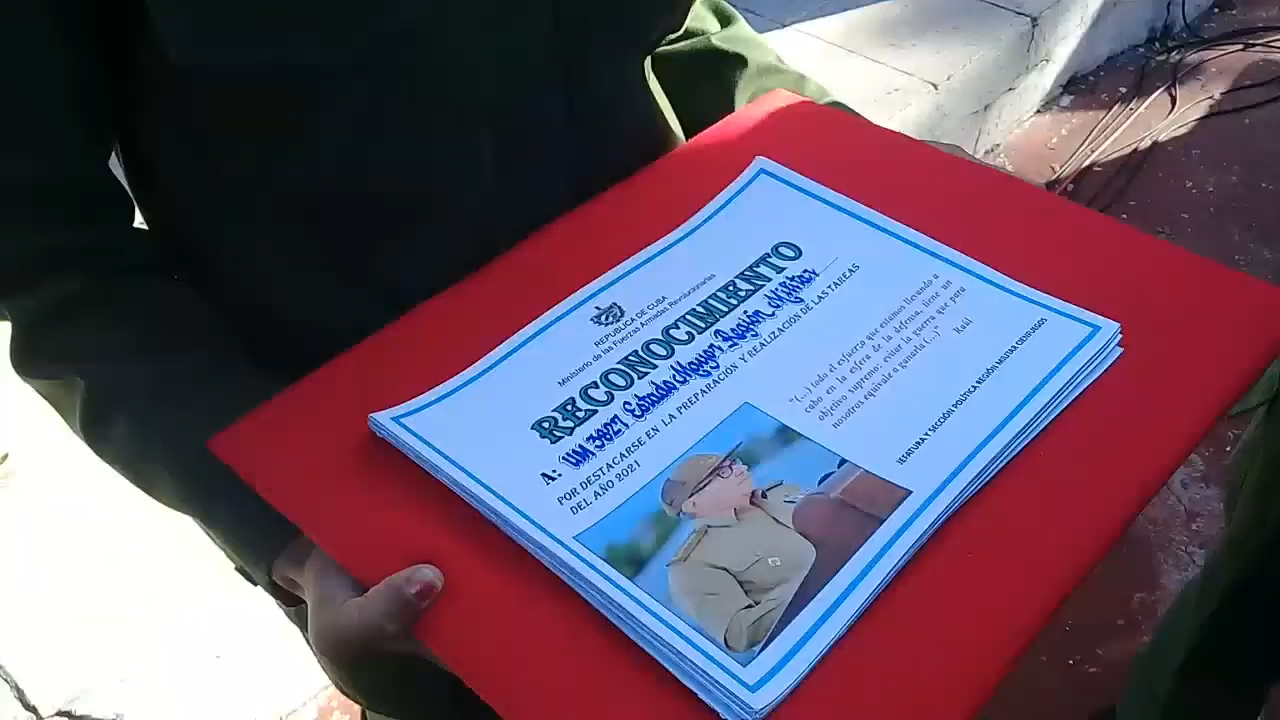 REPÚBLICA DE CUBA
Ministerio de las Fuerzas Armadas Revolucionarias
RECONOCIMIENTO
A: UM 3027 Estado Mayor Región Militar
POR DESTACARSE EN LA PREPARACIÓN Y REALIZACIÓN DE LAS TAREAS
DEL AÑO 2021
"(...) todo el esfuerzo que estamos llevando a
cabo en la esfera de la defensa, tiene un
objetivo supremo: evitar la guerra que para
nosotros equivale a ganarla (...)"
Raúl
JEFATURA Y SECCIÓN POLÍTICA REGIÓN MILITAR CIENFUEGOS